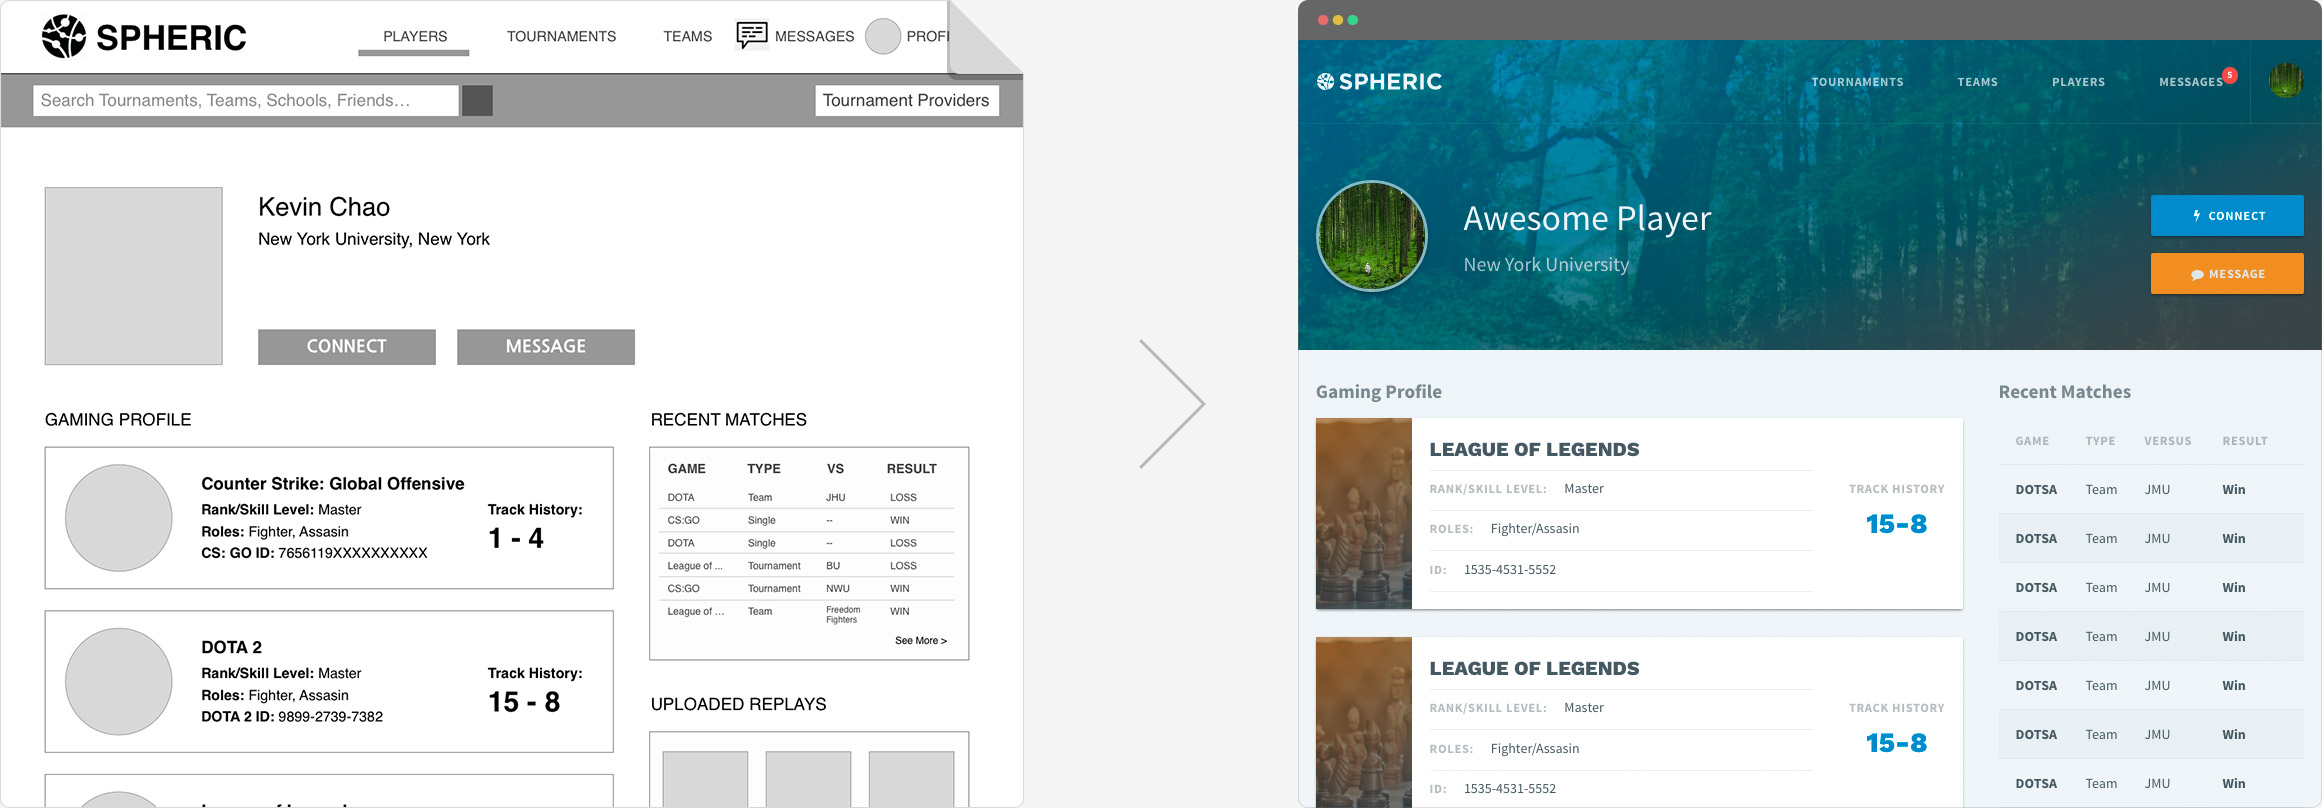 SPHERIC
PLAYERS
TOURNAMENTS
TEAMS
MESSAGES
PROFI
Search Tournaments, Teams, Schools, Friends...
Tournament Providers
Kevin Chao
New York University, New York
CONNECT
MESSAGE
GAMING PROFILE
Counter Strike: Global Offensive
Rank/Skill Level: Master
Roles: Fighter, Assasin
CS: GO ID: 7656119XXXXXXXXXX
Track History:
1 - 4
DOTA 2
Rank/Skill Level: Master
Roles: Fighter, Assasin
DOTA 2 ID: 9899-2739-7382
Track History:
15 - 8
RECENT MATCHES
GAME TYPE VS RESULT
DOTA Team JHU LOSS
CS:GO Single -- WIN
DOTA Single -- LOSS
League of ... Tournament BU LOSS
CS:GO Tournament NWU WIN
League of ... Team Freedom Fighters WIN
See More >
UPLOADED REPLAYS
SPHERIC
TOURNAMENTS
TEAMS
PLAYERS
MESSAGES
5
Awesome Player
New York University
CONNECT
MESSAGE
Gaming Profile
LEAGUE OF LEGENDS
RANK/SKILL LEVEL: Master
ROLES: Fighter/Assasin
ID: 1535-4531-5552
TRACK HISTORY
15-8
LEAGUE OF LEGENDS
RANK/SKILL LEVEL: Master
ROLES: Fighter/Assasin
ID: 1535-4531-5552
TRACK HISTORY
15-8
Recent Matches
GAME TYPE VERSUS RESULT
DOTSA Team JMU Win
DOTSA Team JMU Win
DOTSA Team JMU Win
DOTSA Team JMU Win
DOTSA Team JMU Win
DOTSA Team JMU Win
DOTSA Team JMU Win